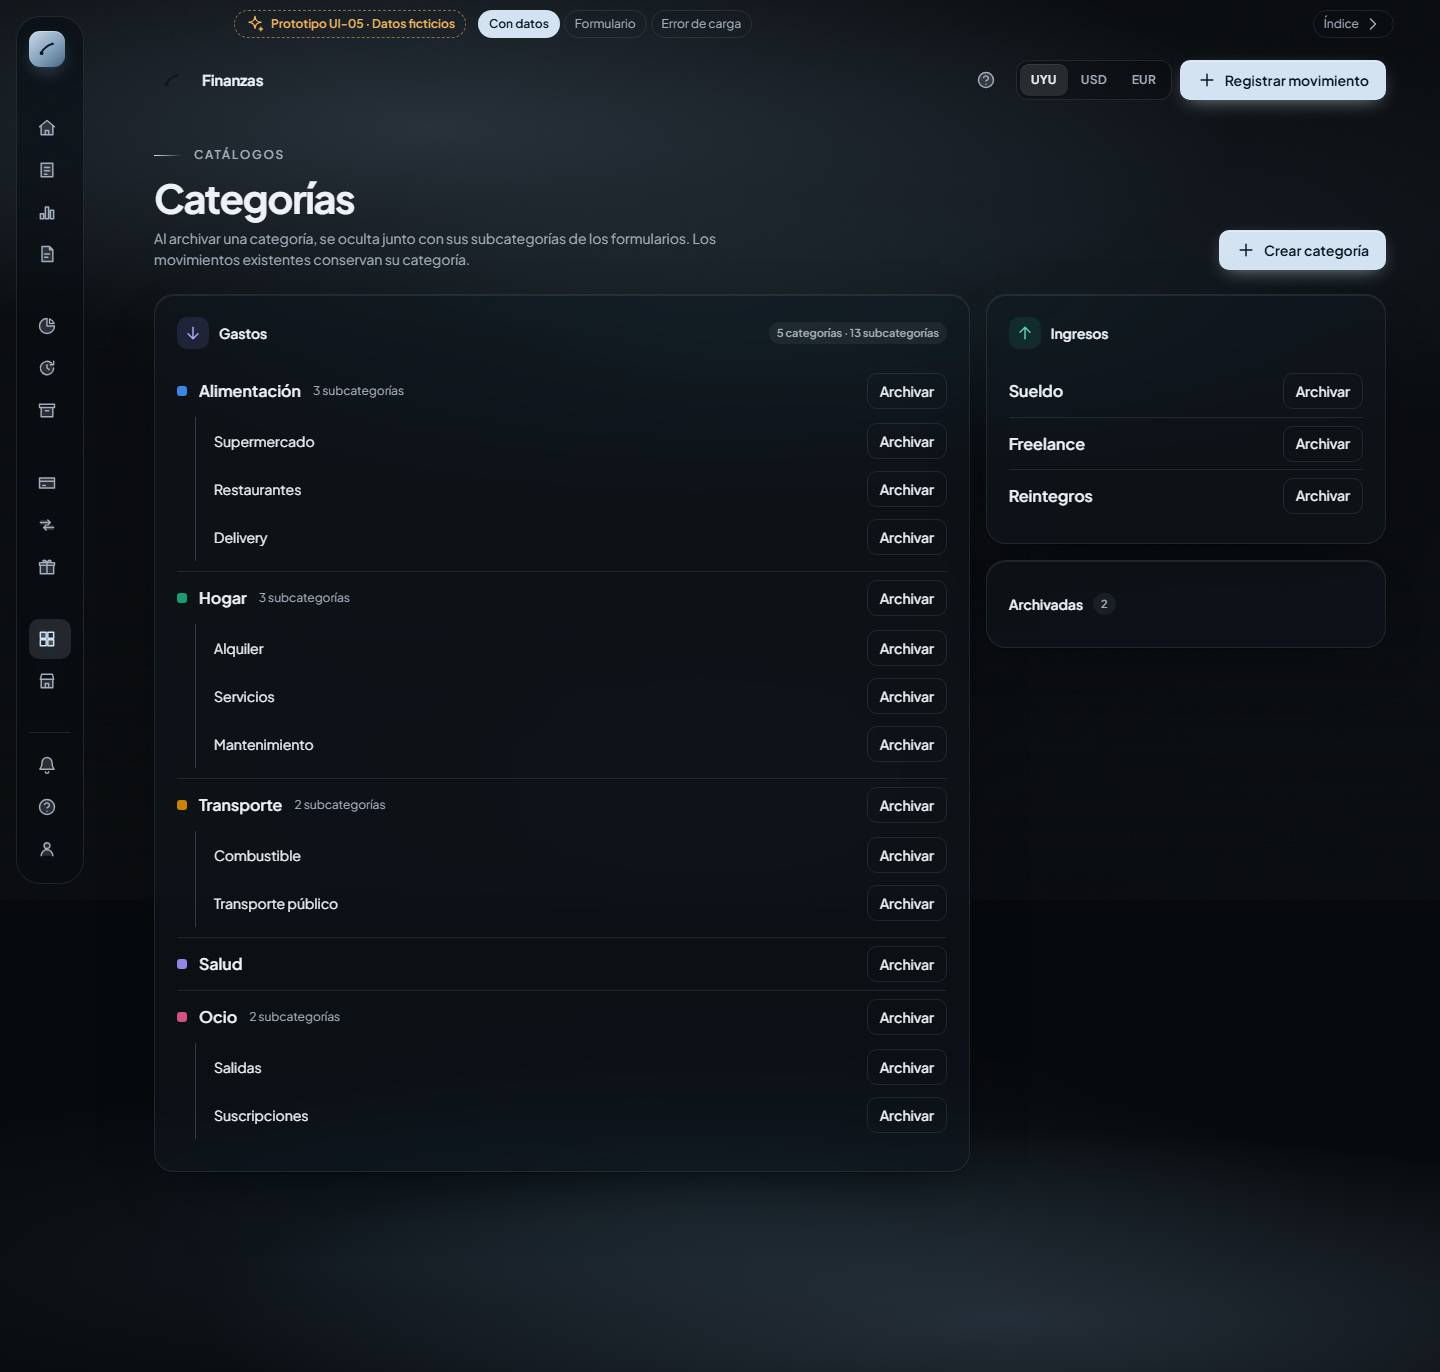 Prototipo UI-05 · Datos ficticios
Con datos
Formulario
Error de carga
Índice
Finanzas
UYU
USD
EUR
Registrar movimiento
CATÁLOGOS
Categorías
Al archivar una categoría, se oculta junto con sus subcategorías de los formularios. Los
movimientos existentes conservan su categoría.
Crear categoría
Gastos
5 categorías · 13 subcategorías
Alimentación
3 subcategorías
Archivar
Supermercado
Archivar
Restaurantes
Archivar
Delivery
Archivar
Hogar
3 subcategorías
Archivar
Alquiler
Archivar
Servicios
Archivar
Mantenimiento
Archivar
Transporte
2 subcategorías
Archivar
Combustible
Archivar
Transporte público
Archivar
Salud
Archivar
Ocio
2 subcategorías
Archivar
Salidas
Archivar
Suscripciones
Archivar
Ingresos
Sueldo
Archivar
Freelance
Archivar
Reintegros
Archivar
Archivadas
2